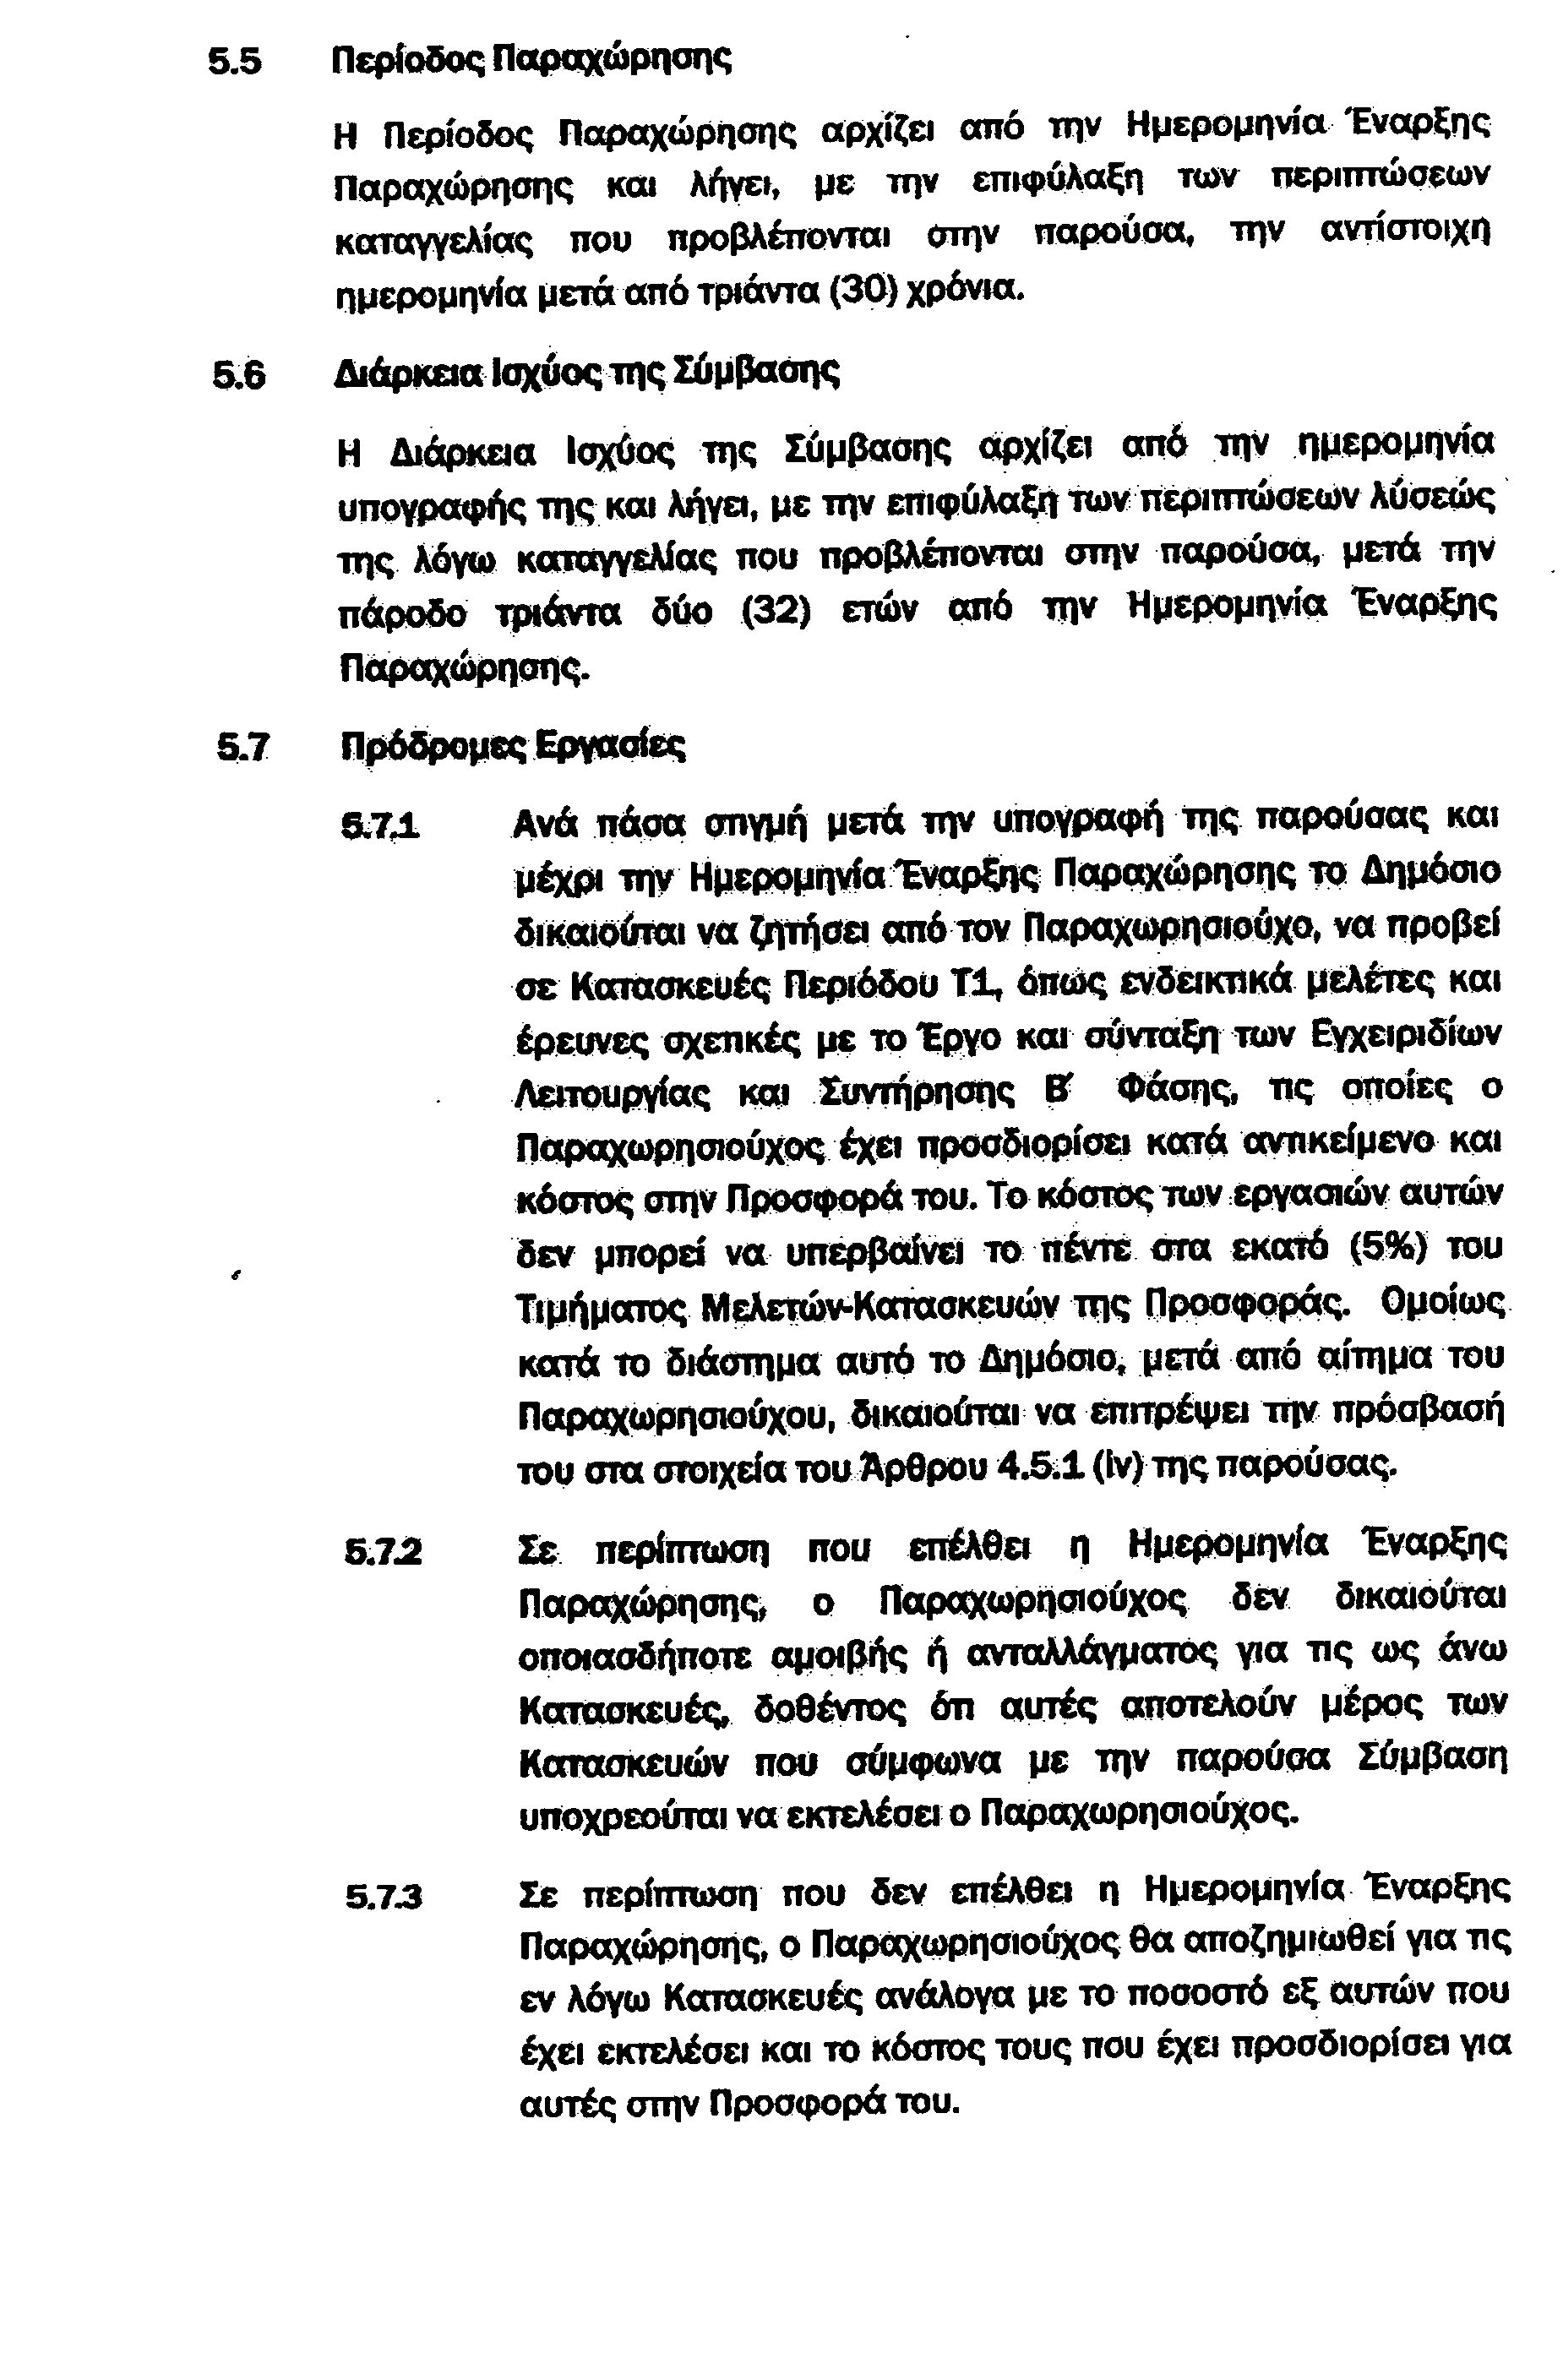 5.5 Περίοδος Παραχώρησης
Η Περίοδος Παραχώρησης αρχίζει από την Ημερομηνία Έναρξης
Παραχώρησης και λήγει, με την επιφύλαξη των περιπτώσεων
καταγγελίας που προβλέπονται στην παρούσα, την αντίστοιχη
ημερομηνία μετά από τριάντα (30) χρόνια.
5.6 Διάρκεια Ισχύος της Σύμβασης
Η Διάρκεια Ισχύος της Σύμβασης αρχίζει από την ημερομηνία
υπογραφής της και λήγει, με την επιφύλαξη των περιπτώσεων λύσεώς
της λόγω καταγγελίας που προβλέπονται στην παρούσα, μετά την
πάροδο τριάντα δύο (32) ετών από την Ημερομηνία Έναρξης
Παραχώρησης.
5.7 Πρόδρομες Εργασίες
5.7.1 Ανά πάσα στιγμή μετά την υπογραφή της παρούσας και
μέχρι την Ημερομηνία Έναρξης Παραχώρησης το Δημόσιο
δικαιούται να ζητήσει από τον Παραχωρησιούχο, να προβεί
σε Κατασκευές Περιόδου Τ1, όπως ενδεικτικά μελέτες και
έρευνες σχετικές με το Έργο και σύνταξη των Εγχειριδίων
Λειτουργίας και Συντήρησης Β΄ Φάσης, τις οποίες ο
Παραχωρησιούχος έχει προσδιορίσει κατά αντικείμενο και
κόστος στην Προσφορά του. Το κόστος των εργασιών αυτών
δεν μπορεί να υπερβαίνει το πέντε στα εκατό (5%) του
Τιμήματος Μελετών-Κατασκευών της Προσφοράς. Ομοίως
κατά το διάστημα αυτό το Δημόσιο, μετά από αίτημα του
Παραχωρησιούχου, δικαιούται να επιτρέψει την πρόσβασή
του στα στοιχεία του Άρθρου 4.5.1 (iv) της παρούσας.
5.7.2 Σε περίπτωση που επέλθει η Ημερομηνία Έναρξης
Παραχώρησης, ο Παραχωρησιούχος δεν δικαιούται
οποιασδήποτε αμοιβής ή ανταλλάγματος για τις ως άνω
Κατασκευές, δοθέντος ότι αυτές αποτελούν μέρος των
Κατασκευών που σύμφωνα με την παρούσα Σύμβαση
υποχρεούται να εκτελέσει ο Παραχωρησιούχος.
5.7.3 Σε περίπτωση που δεν επέλθει η Ημερομηνία Έναρξης
Παραχώρησης, ο Παραχωρησιούχος θα αποζημιωθεί για τις
εν λόγω Κατασκευές ανάλογα με το ποσοστό εξ αυτών που
έχει εκτελέσει και το κόστος τους που έχει προσδιορίσει για
αυτές στην Προσφορά του.